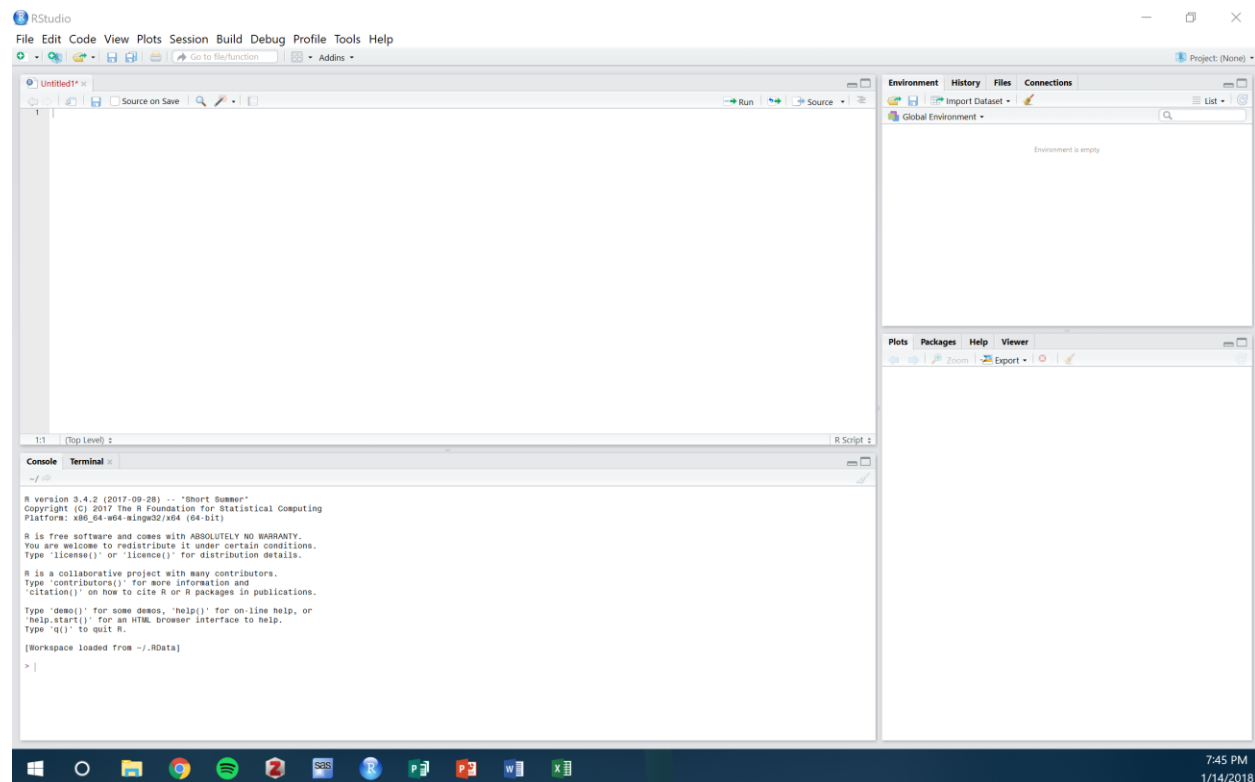 RStudio
File Edit Code View Plots Session Build Debug Profile Tools Help
Go to file/function Addins Project: (None)
Untitled1*
Source on Save Run Source
1
1:1 (Top Level) R Script
Console Terminal
~/
R version 3.4.2 (2017-09-28) -- "Short Summer"
Copyright (C) 2017 The R Foundation for Statistical Computing
Platform: x86_64-w64-mingw32/x64 (64-bit)
R is free software and comes with ABSOLUTELY NO WARRANTY.
You are welcome to redistribute it under certain conditions.
Type 'license()' or 'licence()' for distribution details.
R is a collaborative project with many contributors.
Type 'contributors()' for more information and
'citation()' on how to cite R or R packages in publications.
Type 'demo()' for some demos, 'help()' for on-line help, or
'help.start()' for an HTML browser interface to help.
Type 'q()' to quit R.
[Workspace loaded from ~/.RData]
>
Environment History Files Connections
Import Dataset List
Global Environment
Environment is empty
Plots Packages Help Viewer
Zoom Export
Z sas R P P W X
7:45 PM
1/14/2018